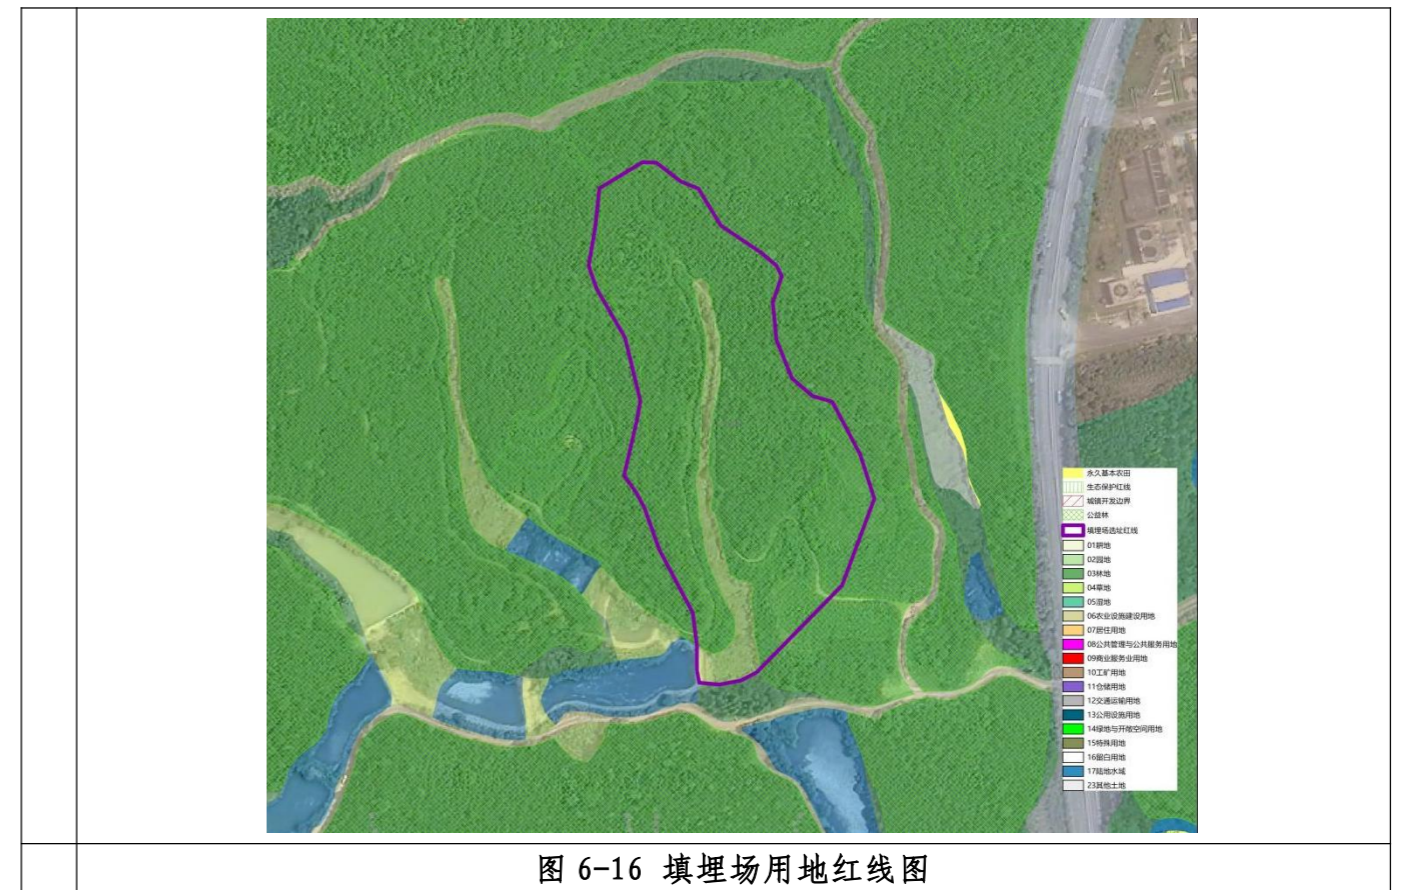 永久基本农田
生态保护红线
城镇开发边界
公益林
填埋场选址红线
01耕地
02园地
03林地
04草地
05湿地
06农业设施建设用地
07居住用地
08公共管理与公共服务用地
09商业服务业用地
10工矿用地
11仓储用地
12交通运输用地
13公用设施用地
14绿地与开敞空间用地
15特殊用地
16留白用地
17陆地水域
23其他土地
图 6-16 填埋场用地红线图